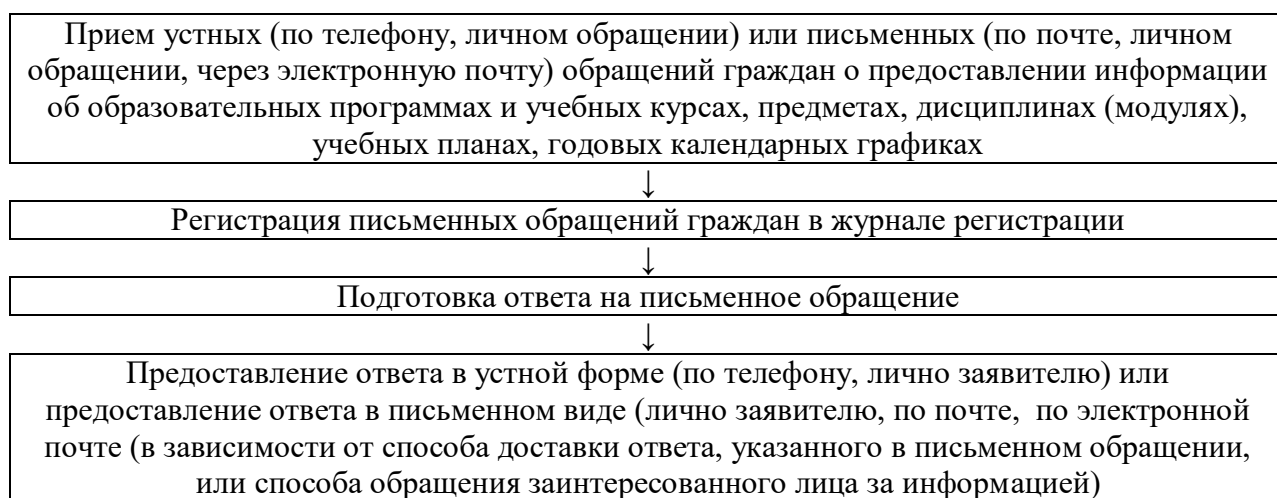 Прием устных (по телефону, личном обращении) или письменных (по почте, личном
обращении, через электронную почту) обращений граждан о предоставлении информации
об образовательных программах и учебных курсах, предметах, дисциплинах (модулях),
учебных планах, годовых календарных графиках
↓
Регистрация письменных обращений граждан в журнале регистрации
↓
Подготовка ответа на письменное обращение
↓
Предоставление ответа в устной форме (по телефону, лично заявителю) или
предоставление ответа в письменном виде (лично заявителю, по почте, по электронной
почте (в зависимости от способа доставки ответа, указанного в письменном обращении,
или способа обращения заинтересованного лица за информацией)